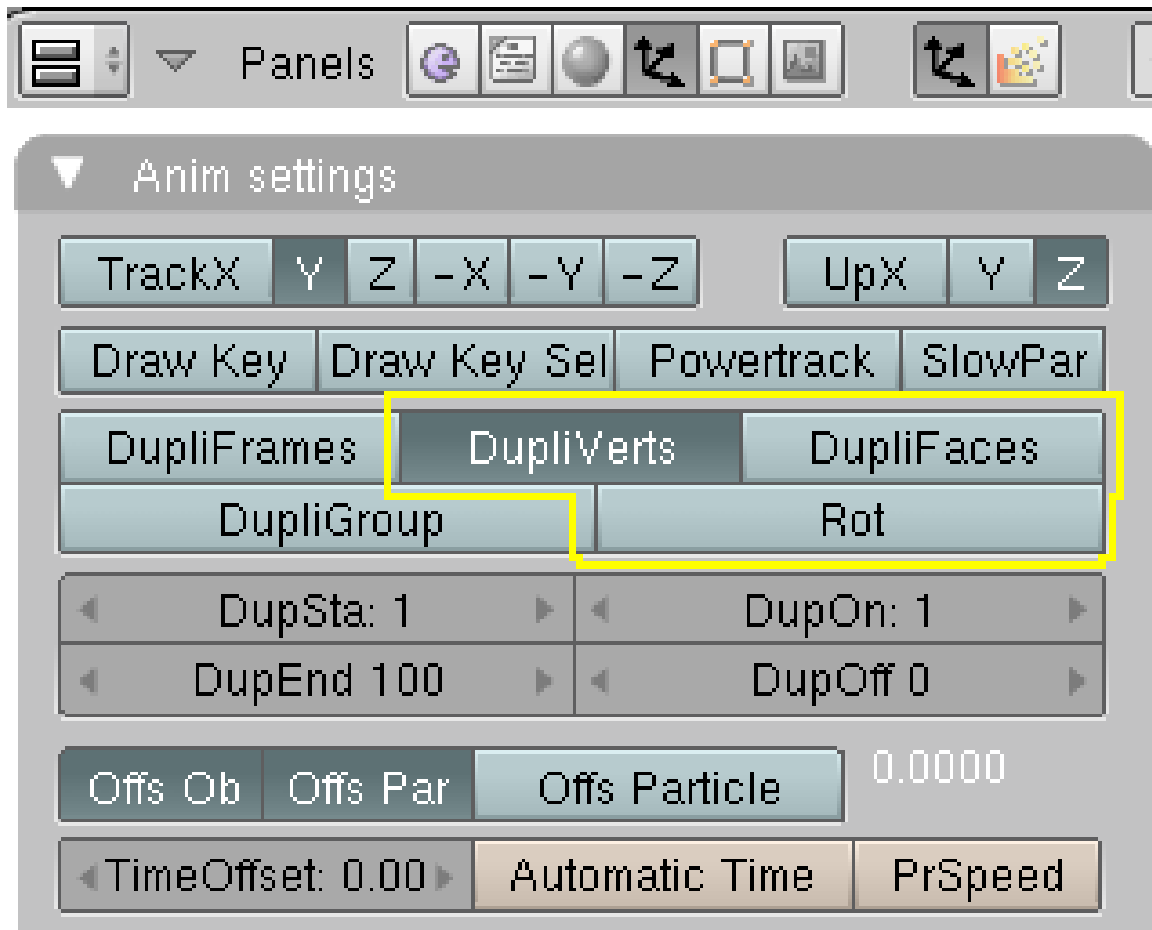 Panels
Anim settings
TrackX Y Z -X -Y -Z UpX Y Z
Draw Key Draw Key Sel Powertrack SlowPar
DupliFrames DupliVerts DupliFaces
DupliGroup Rot
DupSta: 1 DupOn: 1
DupEnd 100 DupOff 0
Offs Ob Offs Par Offs Particle 0.0000
TimeOffset: 0.00 Automatic Time PrSpeed